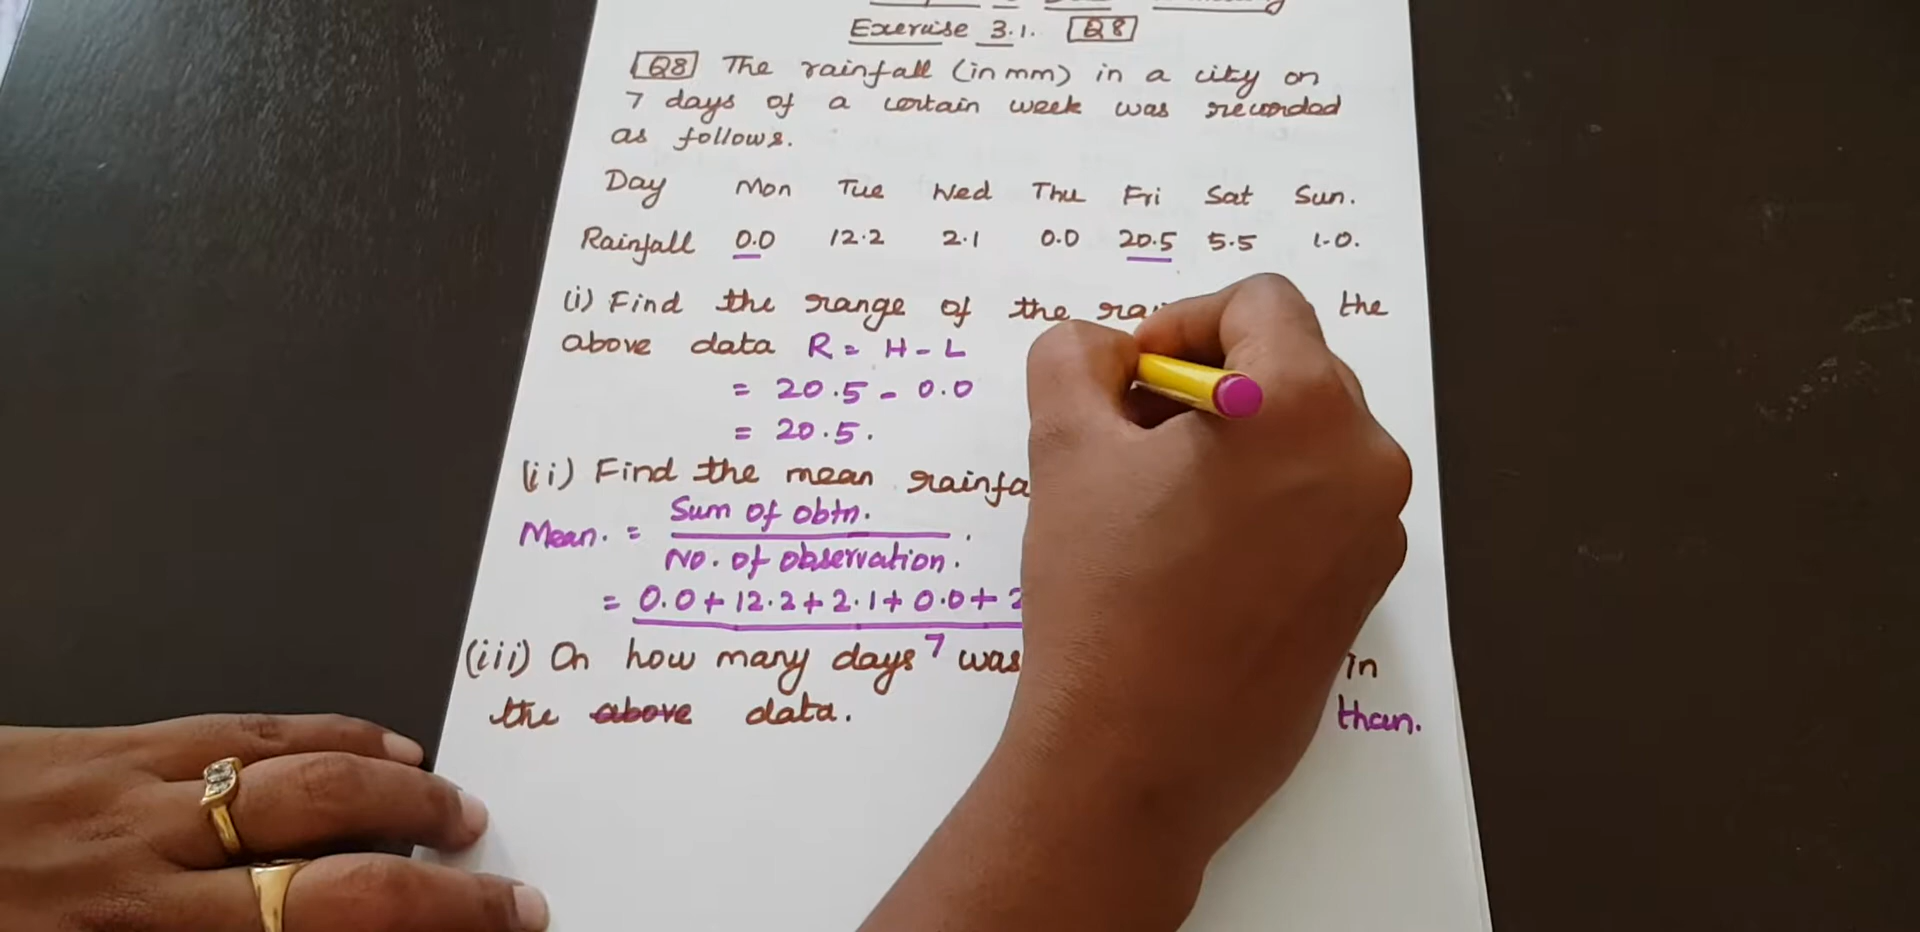 Exercise 3.1. Q8
Q8 The rainfall (in mm) in a city on
7 days of a certain week was recorded
as follows.
Day Mon Tue Wed Thu Fri Sat Sun.
Rainfall 0.0 12.2 2.1 0.0 20.5 5.5 1.0.
(i) Find the range of the the
above data R = H - L
= 20.5 - 0.0
= 20.5.
(ii) Find the mean
Mean. = Sum of obtn.
No. of observation.
= 0.0 + 12.2 + 2.1 + 0.0 +
7
(iii) On how many days was in
the above data. than.